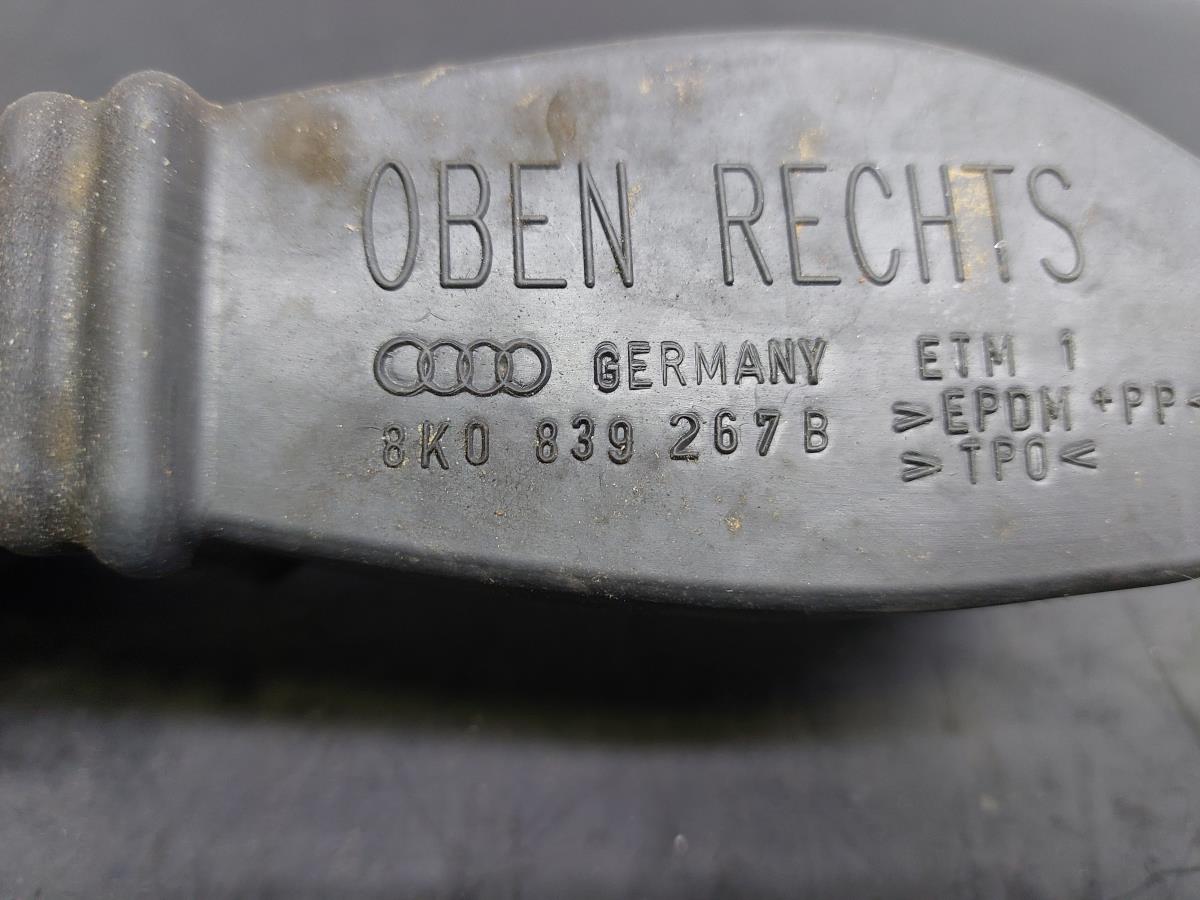 OBEN RECHTS
GERMANY
8K0 839 267 B
ETM 1
>EPDM +PP<
>TPO<